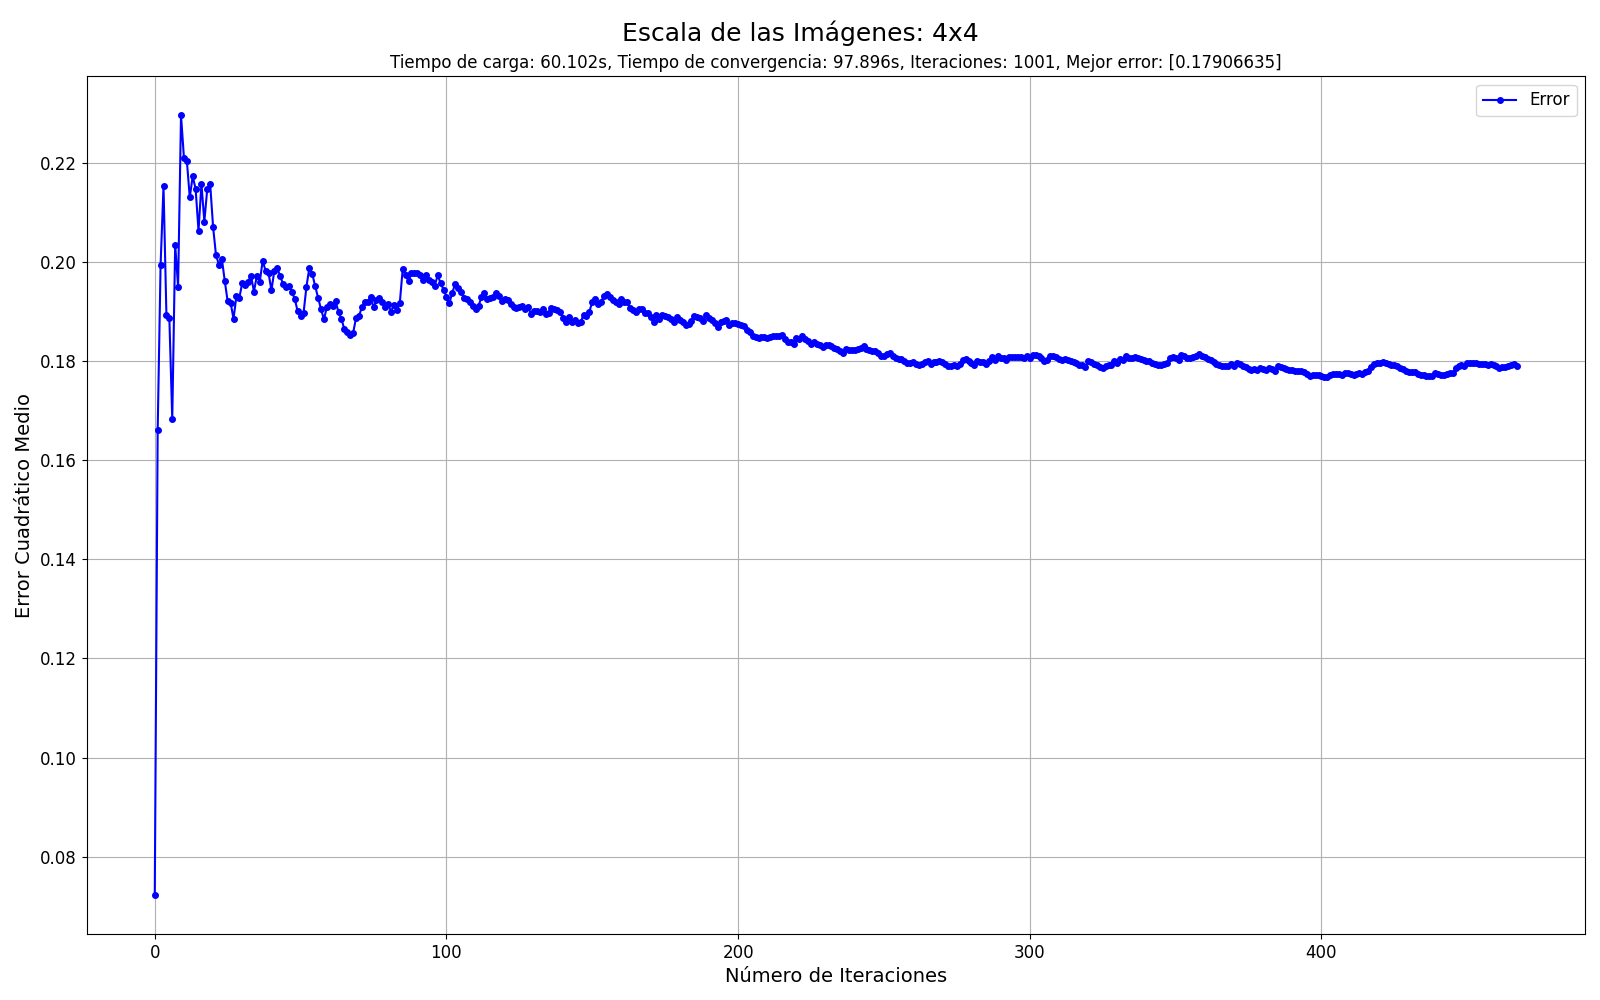 Escala de las Imágenes: 4x4
Tiempo de carga: 60.102s, Tiempo de convergencia: 97.896s, Iteraciones: 1001, Mejor error: [0.17906635]
Error
Error Cuadrático Medio
0.22
0.20
0.18
0.16
0.14
0.12
0.10
0.08
0 100 200 300 400
Número de Iteraciones